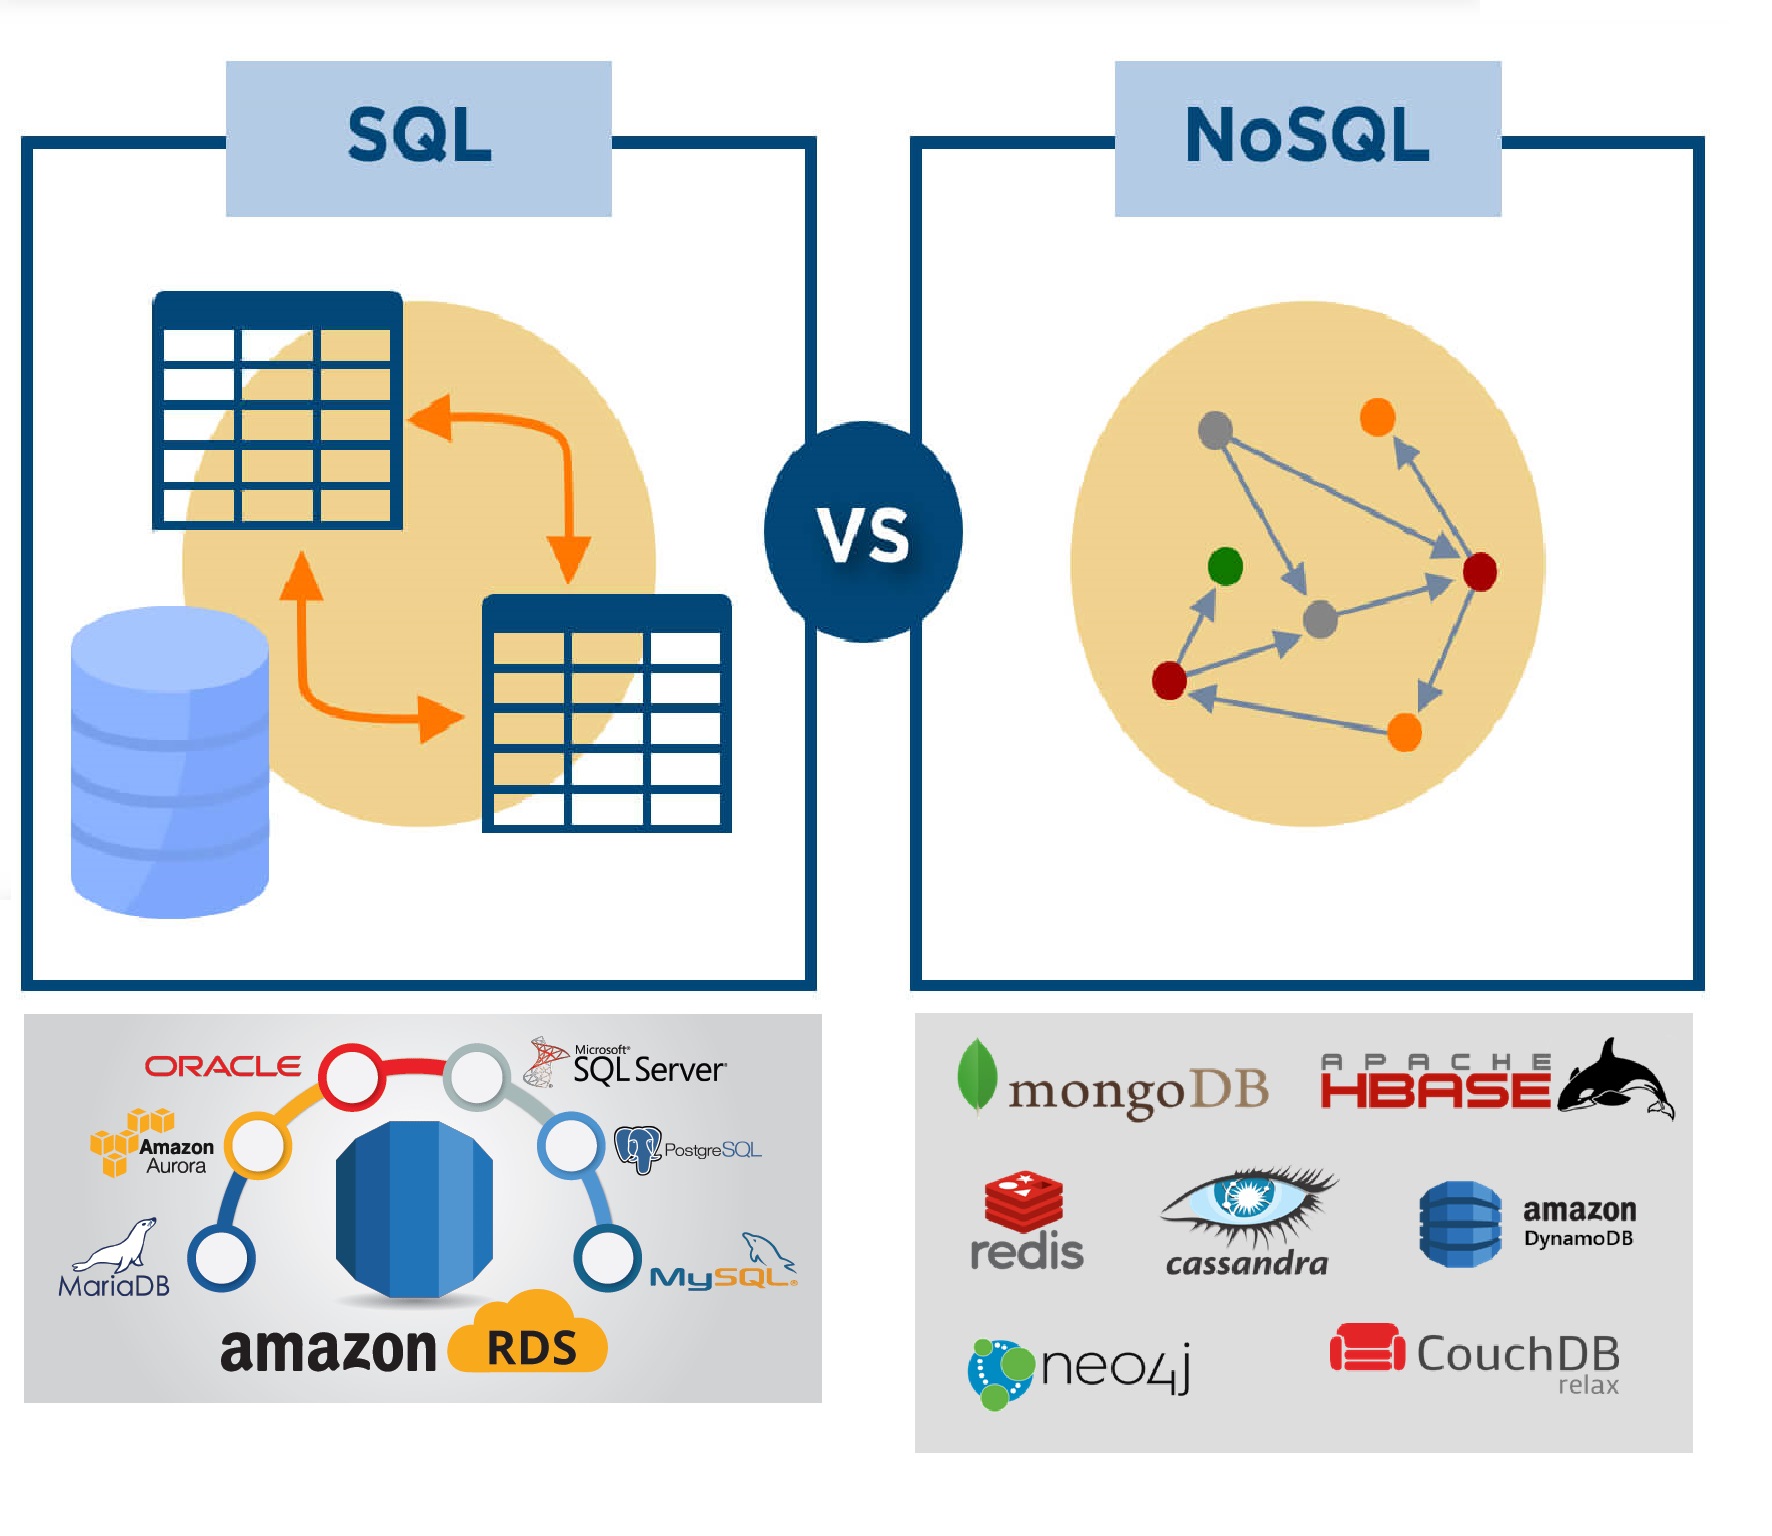 SQL
NoSQL
VS
ORACLE
Microsoft®
SQL Server
Amazon
Aurora
PostgreSQL
MariaDB
MySQL®
amazon RDS
mongoDB
APACHE
HBASE
redis
cassandra
amazon
DynamoDB
neo4j
CouchDB
relax